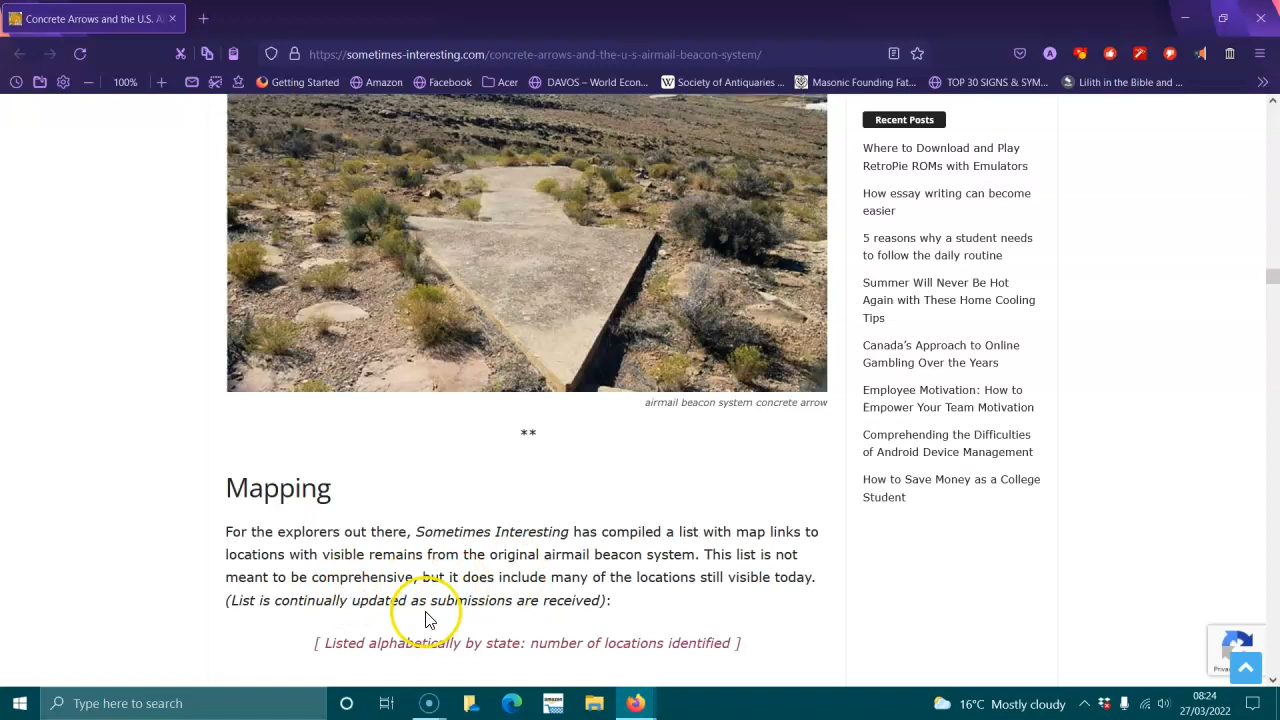 Concrete Arrows and the U.S. A
https://sometimes-interesting.com/concrete-arrows-and-the-u-s-airmail-beacon-system/
100%
Getting Started
Amazon
Facebook
Acer
DAVOS – World Econ...
Society of Antiquaries ...
Masonic Founding Fat...
TOP 30 SIGNS & SYM...
Lilith in the Bible and ...
airmail beacon system concrete arrow
**
Mapping
For the explorers out there, Sometimes Interesting has compiled a list with map links to
locations with visible remains from the original airmail beacon system. This list is not
meant to be comprehensive, but it does include many of the locations still visible today.
(List is continually updated as submissions are received):
[ Listed alphabetically by state: number of locations identified ]
Recent Posts
Where to Download and Play
RetroPie ROMs with Emulators
How essay writing can become
easier
5 reasons why a student needs
to follow the daily routine
Summer Will Never Be Hot
Again with These Home Cooling
Tips
Canada’s Approach to Online
Gambling Over the Years
Employee Motivation: How to
Empower Your Team Motivation
Comprehending the Difficulties
of Android Device Management
How to Save Money as a College
Student
Type here to search
amazon
16°C Mostly cloudy
08:24
27/03/2022